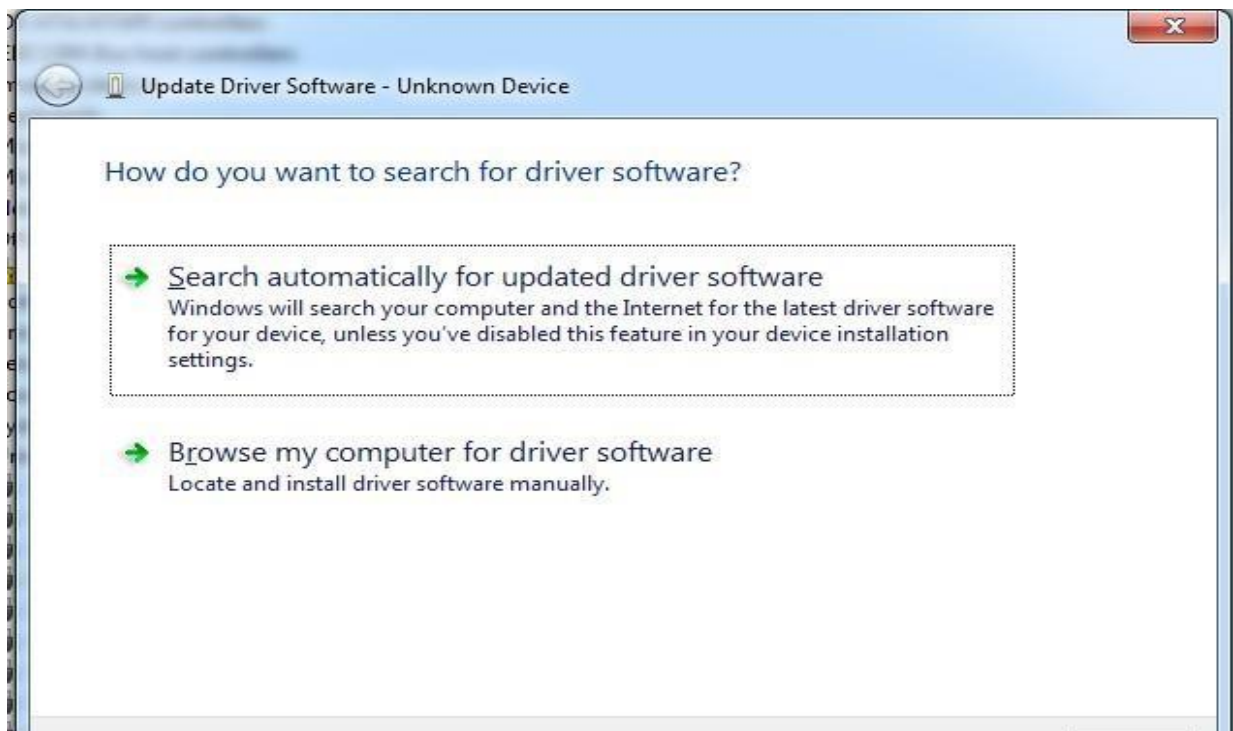 Update Driver Software - Unknown Device
How do you want to search for driver software?
Search automatically for updated driver software
Windows will search your computer and the Internet for the latest driver software
for your device, unless you've disabled this feature in your device installation
settings.
Browse my computer for driver software
Locate and install driver software manually.